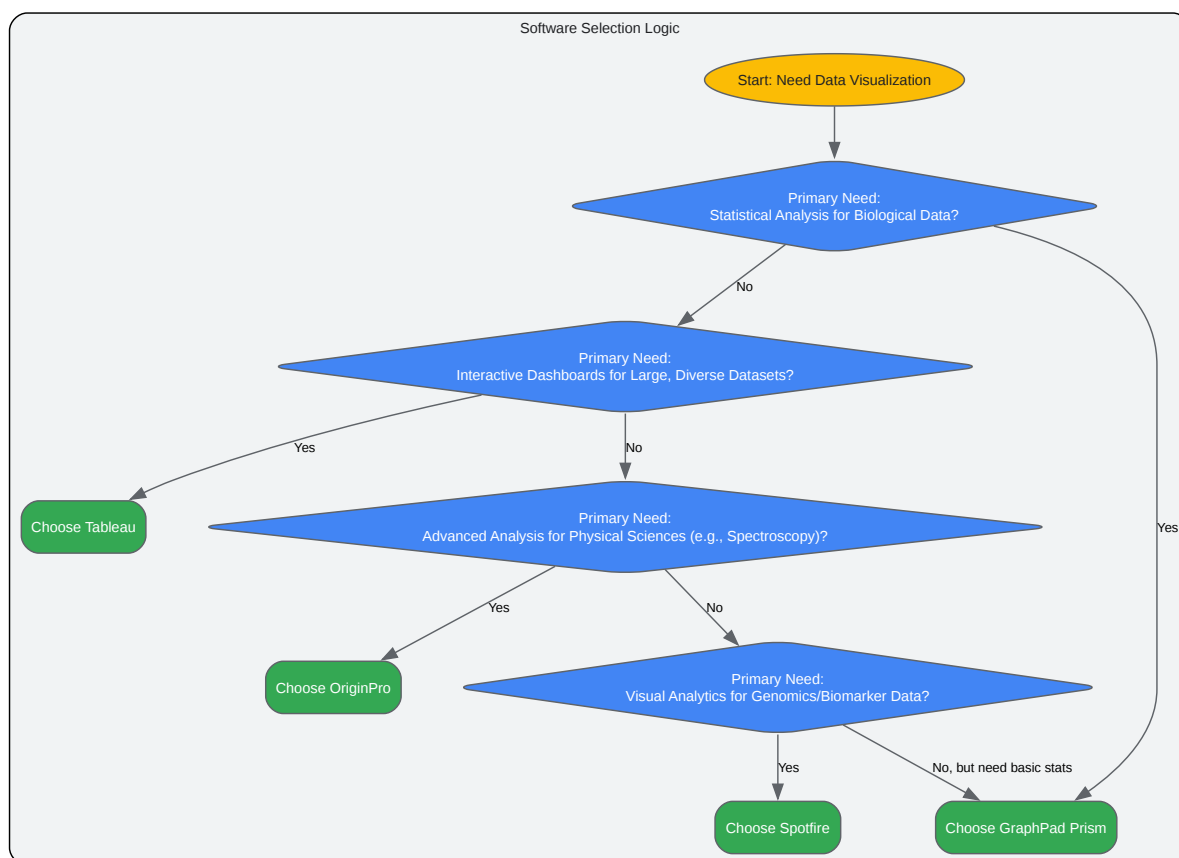 Software Selection Logic
Start: Need Data Visualization
Primary Need:
Statistical Analysis for Biological Data?
No
Primary Need:
Interactive Dashboards for Large, Diverse Datasets?
Yes
No
Choose Tableau
Primary Need:
Advanced Analysis for Physical Sciences (e.g., Spectroscopy)?
Yes
Yes
No
Choose OriginPro
Primary Need:
Visual Analytics for Genomics/Biomarker Data?
Yes
No, but need basic stats
Choose Spotfire
Choose GraphPad Prism